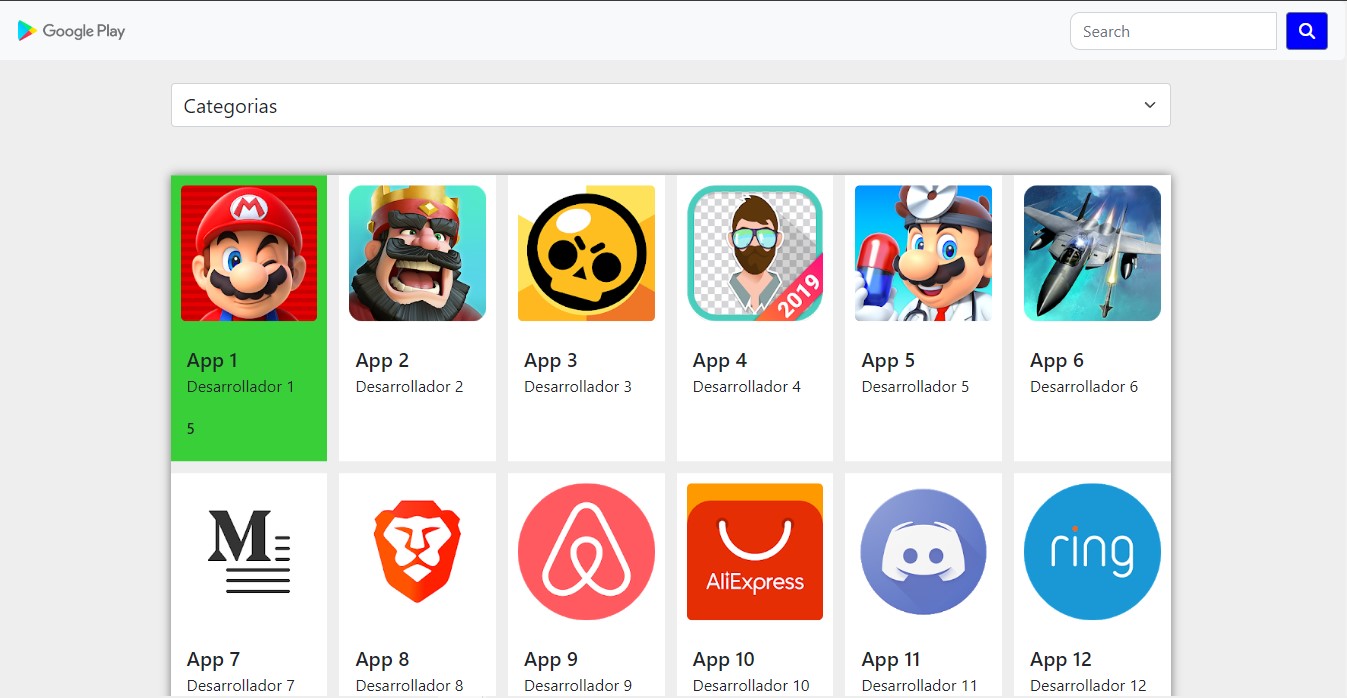 Google Play
Search
Categorias
M
2019
App 1
App 2
App 3
App 4
App 5
App 6
Desarrollador 1
Desarrollador 2
Desarrollador 3
Desarrollador 4
Desarrollador 5
Desarrollador 6
5
M
AliExpress
ring
App 7
App 8
App 9
App 10
App 11
App 12
Desarrollador 7
Desarrollador 8
Desarrollador 9
Desarrollador 10
Desarrollador 11
Desarrollador 12